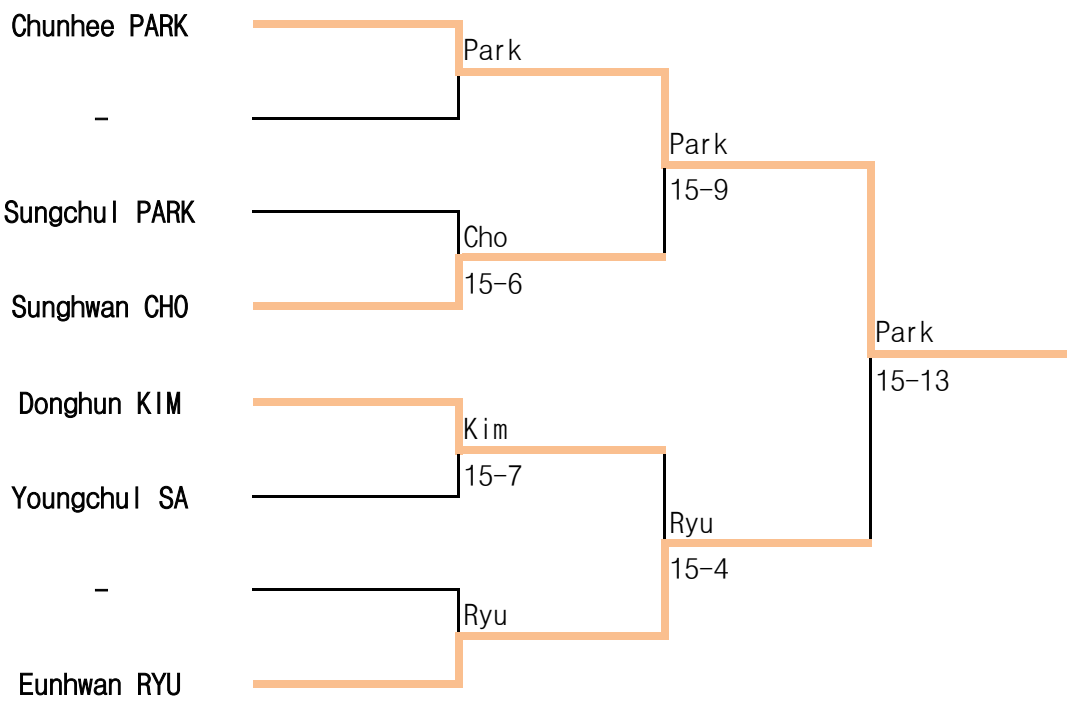 Chunhee PARK
Park
-
Park
15-9
Sungchul PARK
Cho
15-6
Sunghwan CHO
Park
15-13
Donghun KIM
Kim
15-7
Youngchul SA
Ryu
15-4
-
Ryu
Eunhwan RYU